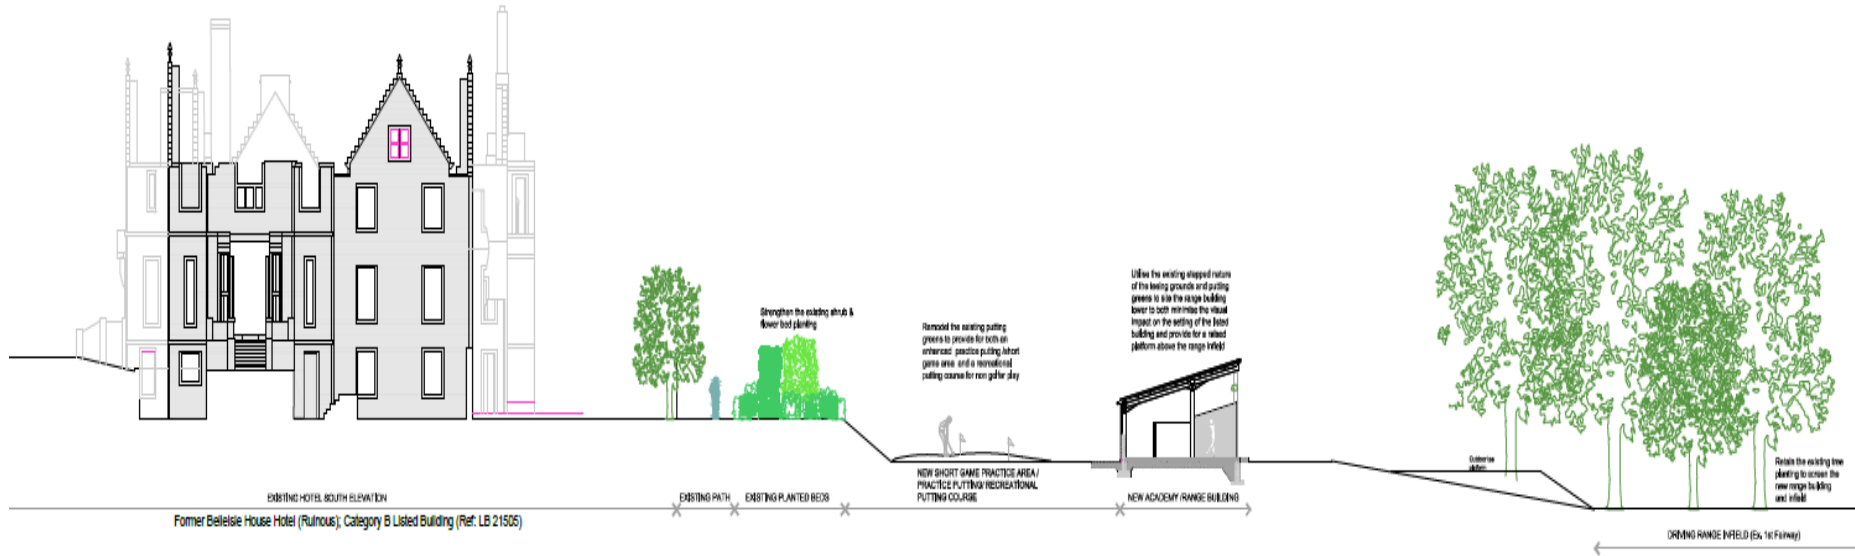 Strengthen the existing shrub &
flower bed planting
Remodel the existing putting
greens to provide for both an
enhanced practice putting /short
game area and a recreational
putting course for non golfer play
Utilise the existing stepped nature
of the teeing grounds and putting
greens to site the range building
lower to both minimise the visual
impact on the setting of the listed
building and provide for a raised
platform above the range infield
Outdoor tee
platform
Retain the existing tree
planting to screen the
new range building
and infield
EXISTING HOTEL SOUTH ELEVATION
EXISTING PATH
EXISTING PLANTED BEDS
NEW SHORT GAME PRACTICE AREA /
PRACTICE PUTTING/RECREATIONAL
PUTTING COURSE
NEW ACADEMY /RANGE BUILDING
Former Belleisle House Hotel (Ruinous); Category B Listed Building (Ref: LB 21505)
DRIVING RANGE INFIELD (Ex. 1st Fairway)